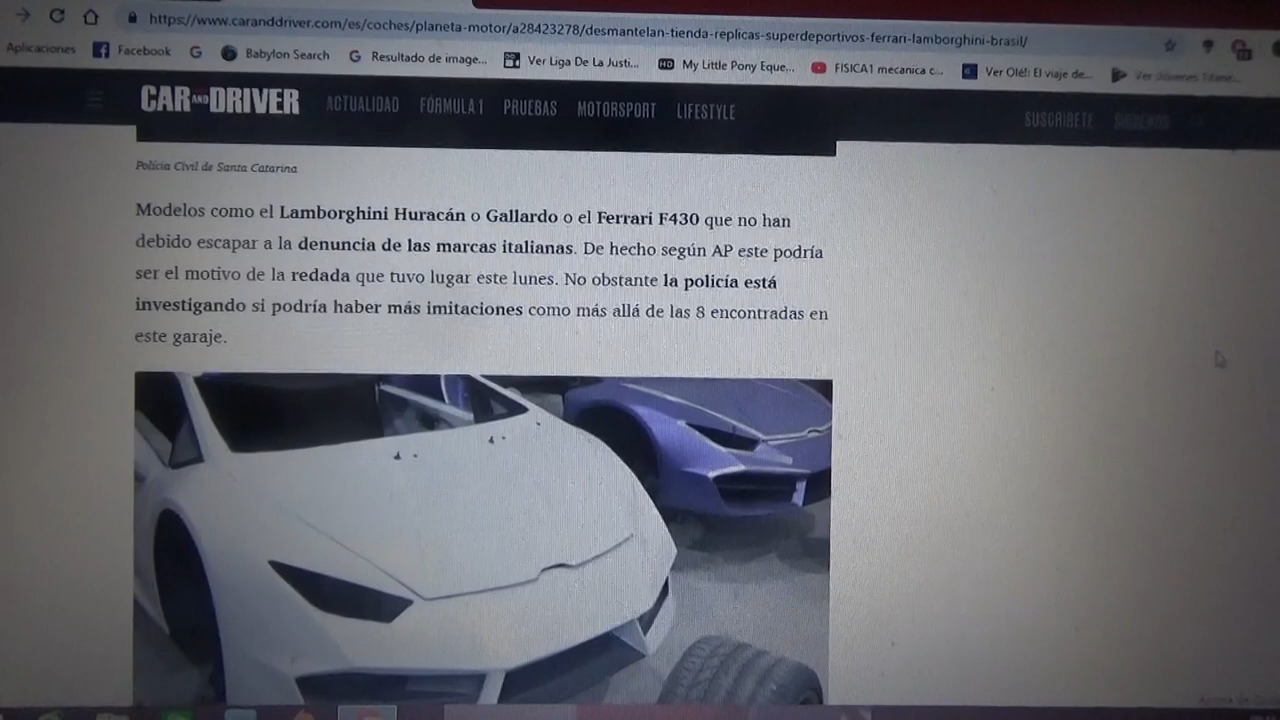 https://www.caranddriver.com/es/coches/planeta-motor/a28423278/desmantelan-tienda-replicas-superdeportivos-ferrari-lamborghini-brasil/
Aplicaciones Facebook Babylon Search Resultado de image... Ver Liga De La Justi... My Little Pony Eque... FISICA1 mecanica c... Ver Olé!: El viaje de...
CAR AND DRIVER ACTUALIDAD FÓRMULA 1 PRUEBAS MOTORSPORT LIFESTYLE SUSCRÍBETE
Polícia Civil de Santa Catarina
Modelos como el Lamborghini Huracán o Gallardo o el Ferrari F430 que no han
debido escapar a la denuncia de las marcas italianas. De hecho según AP este podría
ser el motivo de la redada que tuvo lugar este lunes. No obstante la policía está
investigando si podría haber más imitaciones como más allá de las 8 encontradas en
este garaje.